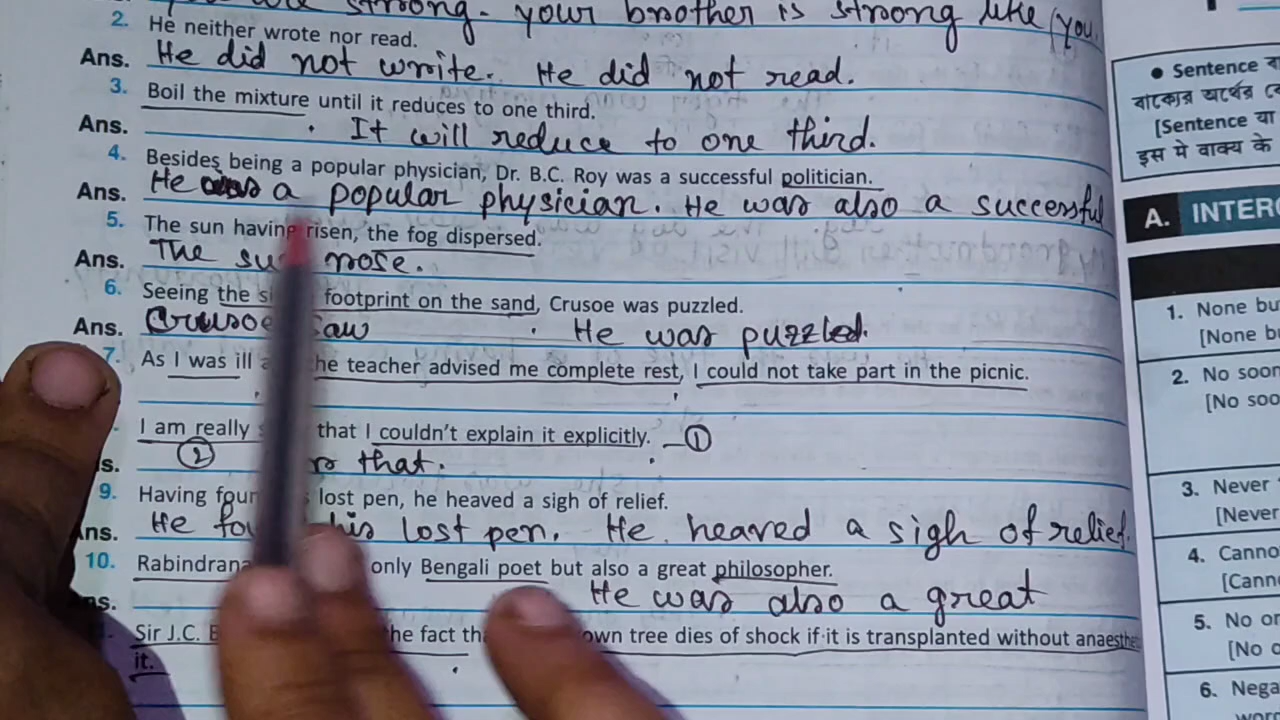 strong. your brother is strong like (you.
2. He neither wrote nor read.
Ans. He did not write. He did not read.
3. Boil the mixture until it reduces to one third.
Ans. . It will reduce to one third.
4. Besides being a popular physician, Dr. B.C. Roy was a successful politician.
Ans. He was a popular physician. He was also a successful
5. The sun having risen, the fog dispersed.
Ans. The sun rose.
6. Seeing the footprint on the sand, Crusoe was puzzled.
Ans. Crusoe saw . He was puzzled.
7. As I was ill the teacher advised me complete rest, I could not take part in the picnic.
I am really that I couldn't explain it explicitly. ①
② that.
9. Having lost pen, he heaved a sigh of relief.
Ans. He his lost pen. He heaved a sigh of relief.
10. only Bengali poet but also a great philosopher.
He was also a great
Sir J.C. the fact own tree dies of shock if it is transplanted without
it.
• Sentence
বাক্যের অর্থের
[Sentence या
इस मे वाक्य के
A.
1. None bu
[None b
2. No soon
[No soo
3. Never
[Never
4. Canno
[Cann
5. No or
[No o
6. Nega